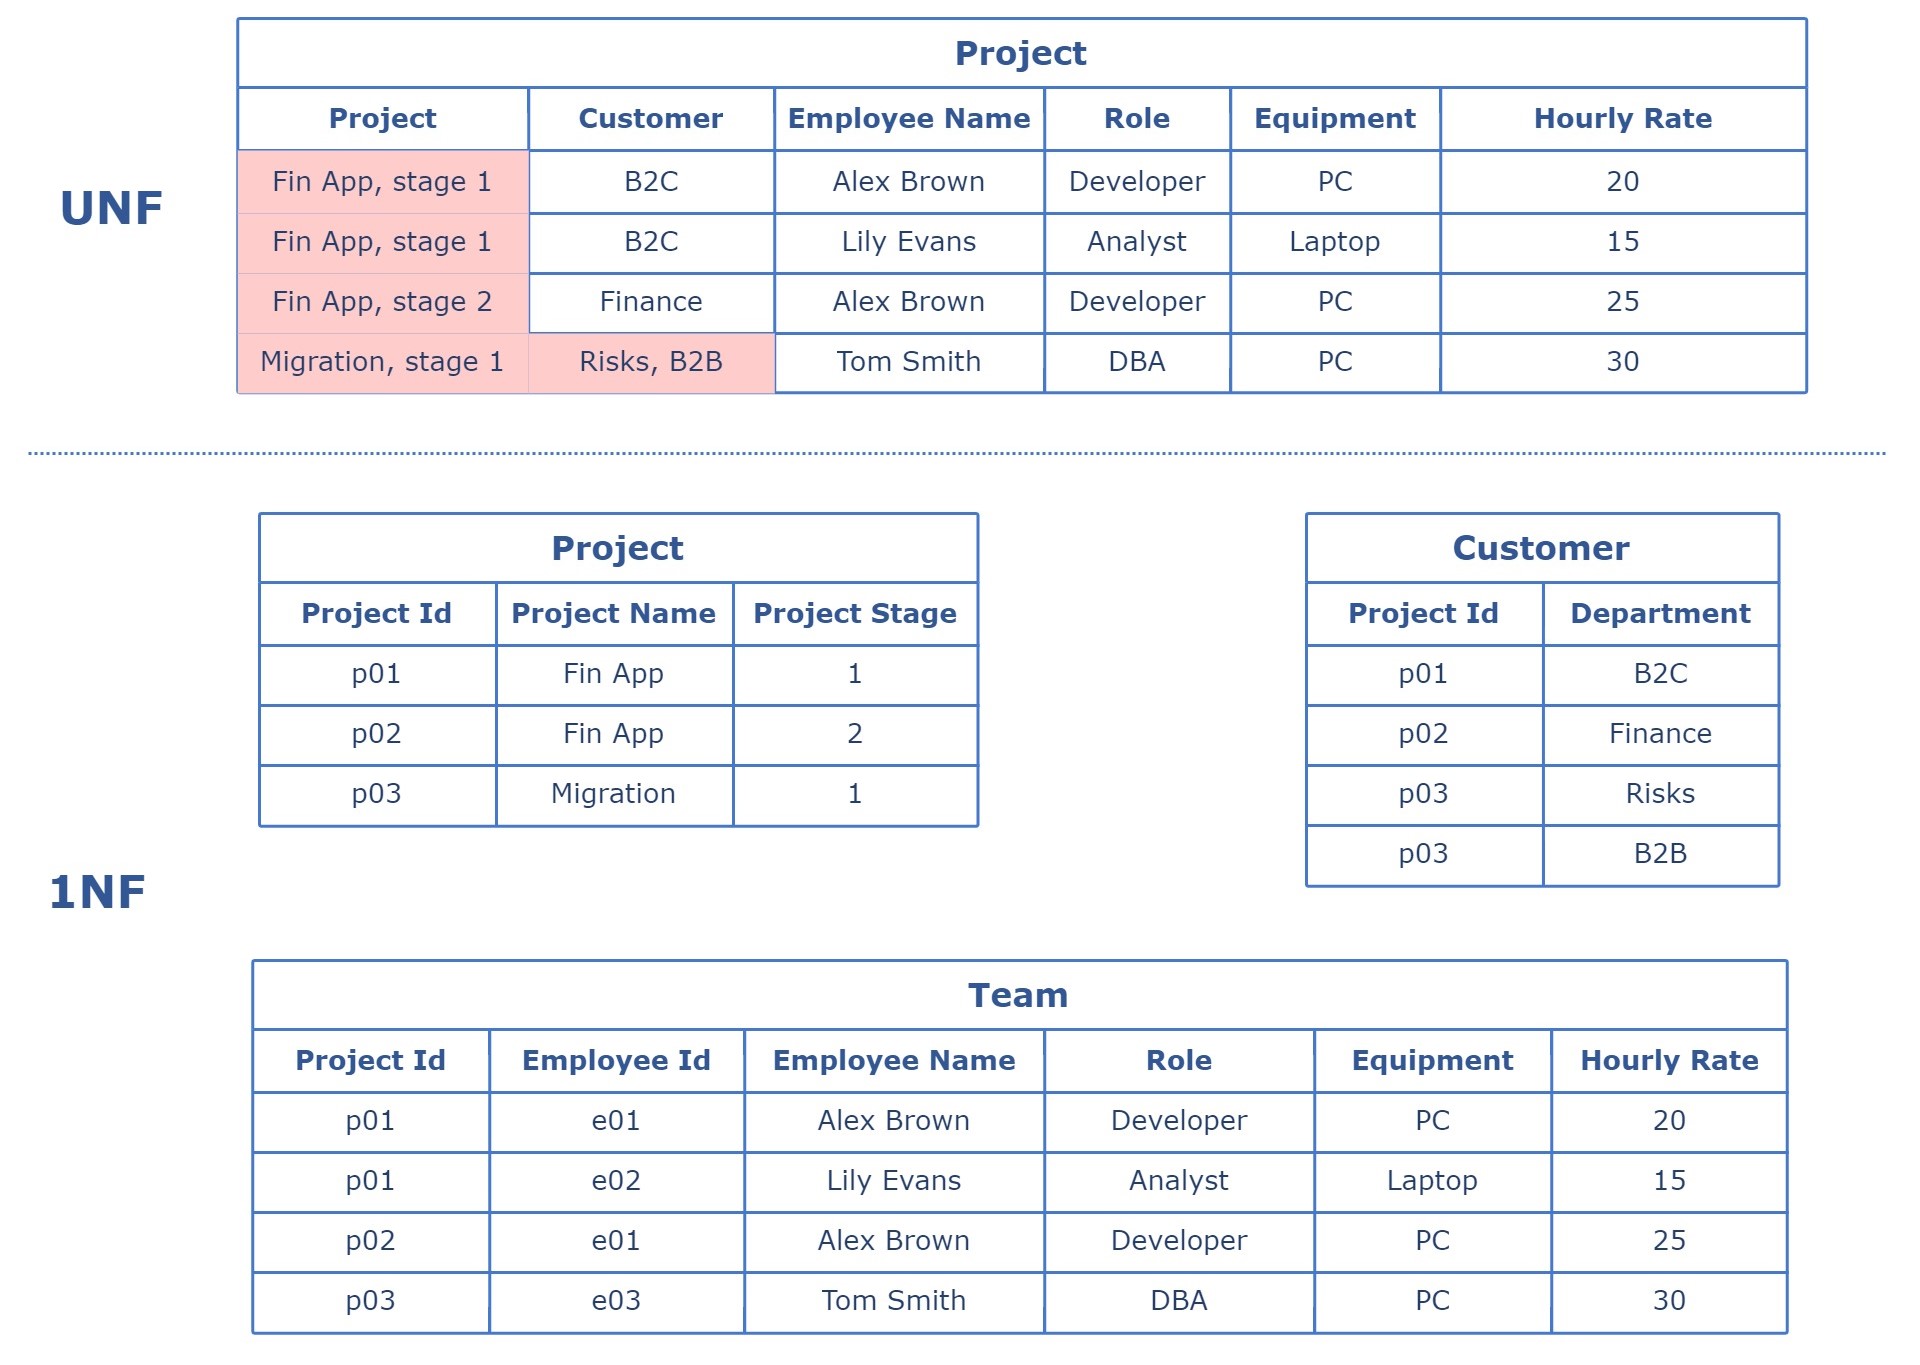 Project
Project Customer Employee Name Role Equipment Hourly Rate
Fin App, stage 1 B2C Alex Brown Developer PC 20
UNF
Fin App, stage 1 B2C Lily Evans Analyst Laptop 15
Fin App, stage 2 Finance Alex Brown Developer PC 25
Migration, stage 1 Risks, B2B Tom Smith DBA PC 30
Project
Project Id Project Name Project Stage
p01 Fin App 1
p02 Fin App 2
p03 Migration 1
Customer
Project Id Department
p01 B2C
p02 Finance
p03 Risks
p03 B2B
1NF
Team
Project Id Employee Id Employee Name Role Equipment Hourly Rate
p01 e01 Alex Brown Developer PC 20
p01 e02 Lily Evans Analyst Laptop 15
p02 e01 Alex Brown Developer PC 25
p03 e03 Tom Smith DBA PC 30